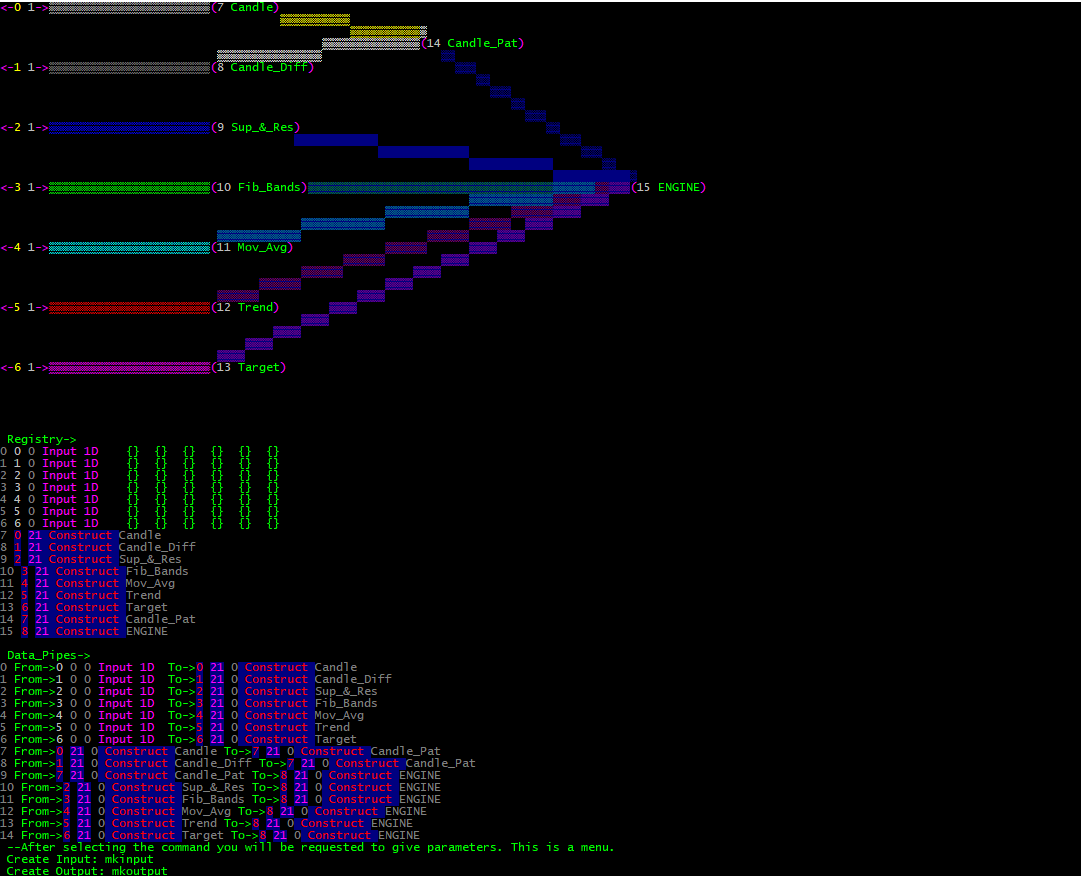 <-0 1->(7 Candle)
(14 Candle_Pat)
<-1 1->(8 Candle_Diff)
<-2 1->(9 Sup_&_Res)
<-3 1->(10 Fib_Bands)(15 ENGINE)
<-4 1->(11 Mov_Avg)
<-5 1->(12 Trend)
<-6 1->(13 Target)
Registry->
0 0 0 Input 1D {} {} {} {} {} {}
1 1 0 Input 1D {} {} {} {} {} {}
2 2 0 Input 1D {} {} {} {} {} {}
3 3 0 Input 1D {} {} {} {} {} {}
4 4 0 Input 1D {} {} {} {} {} {}
5 5 0 Input 1D {} {} {} {} {} {}
6 6 0 Input 1D {} {} {} {} {} {}
7 0 21 Construct Candle
8 1 21 Construct Candle_Diff
9 2 21 Construct Sup_&_Res
10 3 21 Construct Fib_Bands
11 4 21 Construct Mov_Avg
12 5 21 Construct Trend
13 6 21 Construct Target
14 7 21 Construct Candle_Pat
15 8 21 Construct ENGINE
Data_Pipes->
0 From->0 0 0 Input 1D To->0 21 0 Construct Candle
1 From->1 0 0 Input 1D To->1 21 0 Construct Candle_Diff
2 From->2 0 0 Input 1D To->2 21 0 Construct Sup_&_Res
3 From->3 0 0 Input 1D To->3 21 0 Construct Fib_Bands
4 From->4 0 0 Input 1D To->4 21 0 Construct Mov_Avg
5 From->5 0 0 Input 1D To->5 21 0 Construct Trend
6 From->6 0 0 Input 1D To->6 21 0 Construct Target
7 From->0 21 0 Construct Candle To->7 21 0 Construct Candle_Pat
8 From->1 21 0 Construct Candle_Diff To->7 21 0 Construct Candle_Pat
9 From->7 21 0 Construct Candle_Pat To->8 21 0 Construct ENGINE
10 From->2 21 0 Construct Sup_&_Res To->8 21 0 Construct ENGINE
11 From->3 21 0 Construct Fib_Bands To->8 21 0 Construct ENGINE
12 From->4 21 0 Construct Mov_Avg To->8 21 0 Construct ENGINE
13 From->5 21 0 Construct Trend To->8 21 0 Construct ENGINE
14 From->6 21 0 Construct Target To->8 21 0 Construct ENGINE
--After selecting the command you will be requested to give parameters. This is a menu.
Create Input: mkinput
Create Output: mkoutput